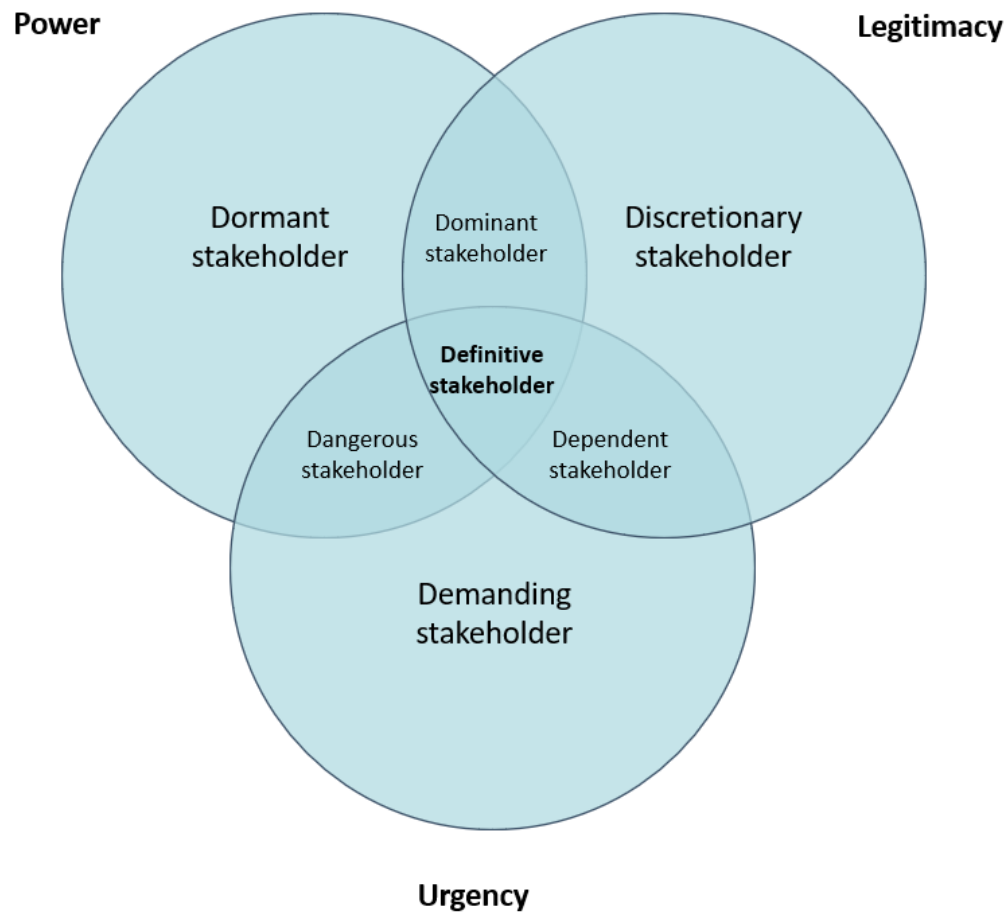 Power
Legitimacy
Dormant
stakeholder
Dominant
stakeholder
Discretionary
stakeholder
Definitive
stakeholder
Dangerous
stakeholder
Dependent
stakeholder
Demanding
stakeholder
Urgency